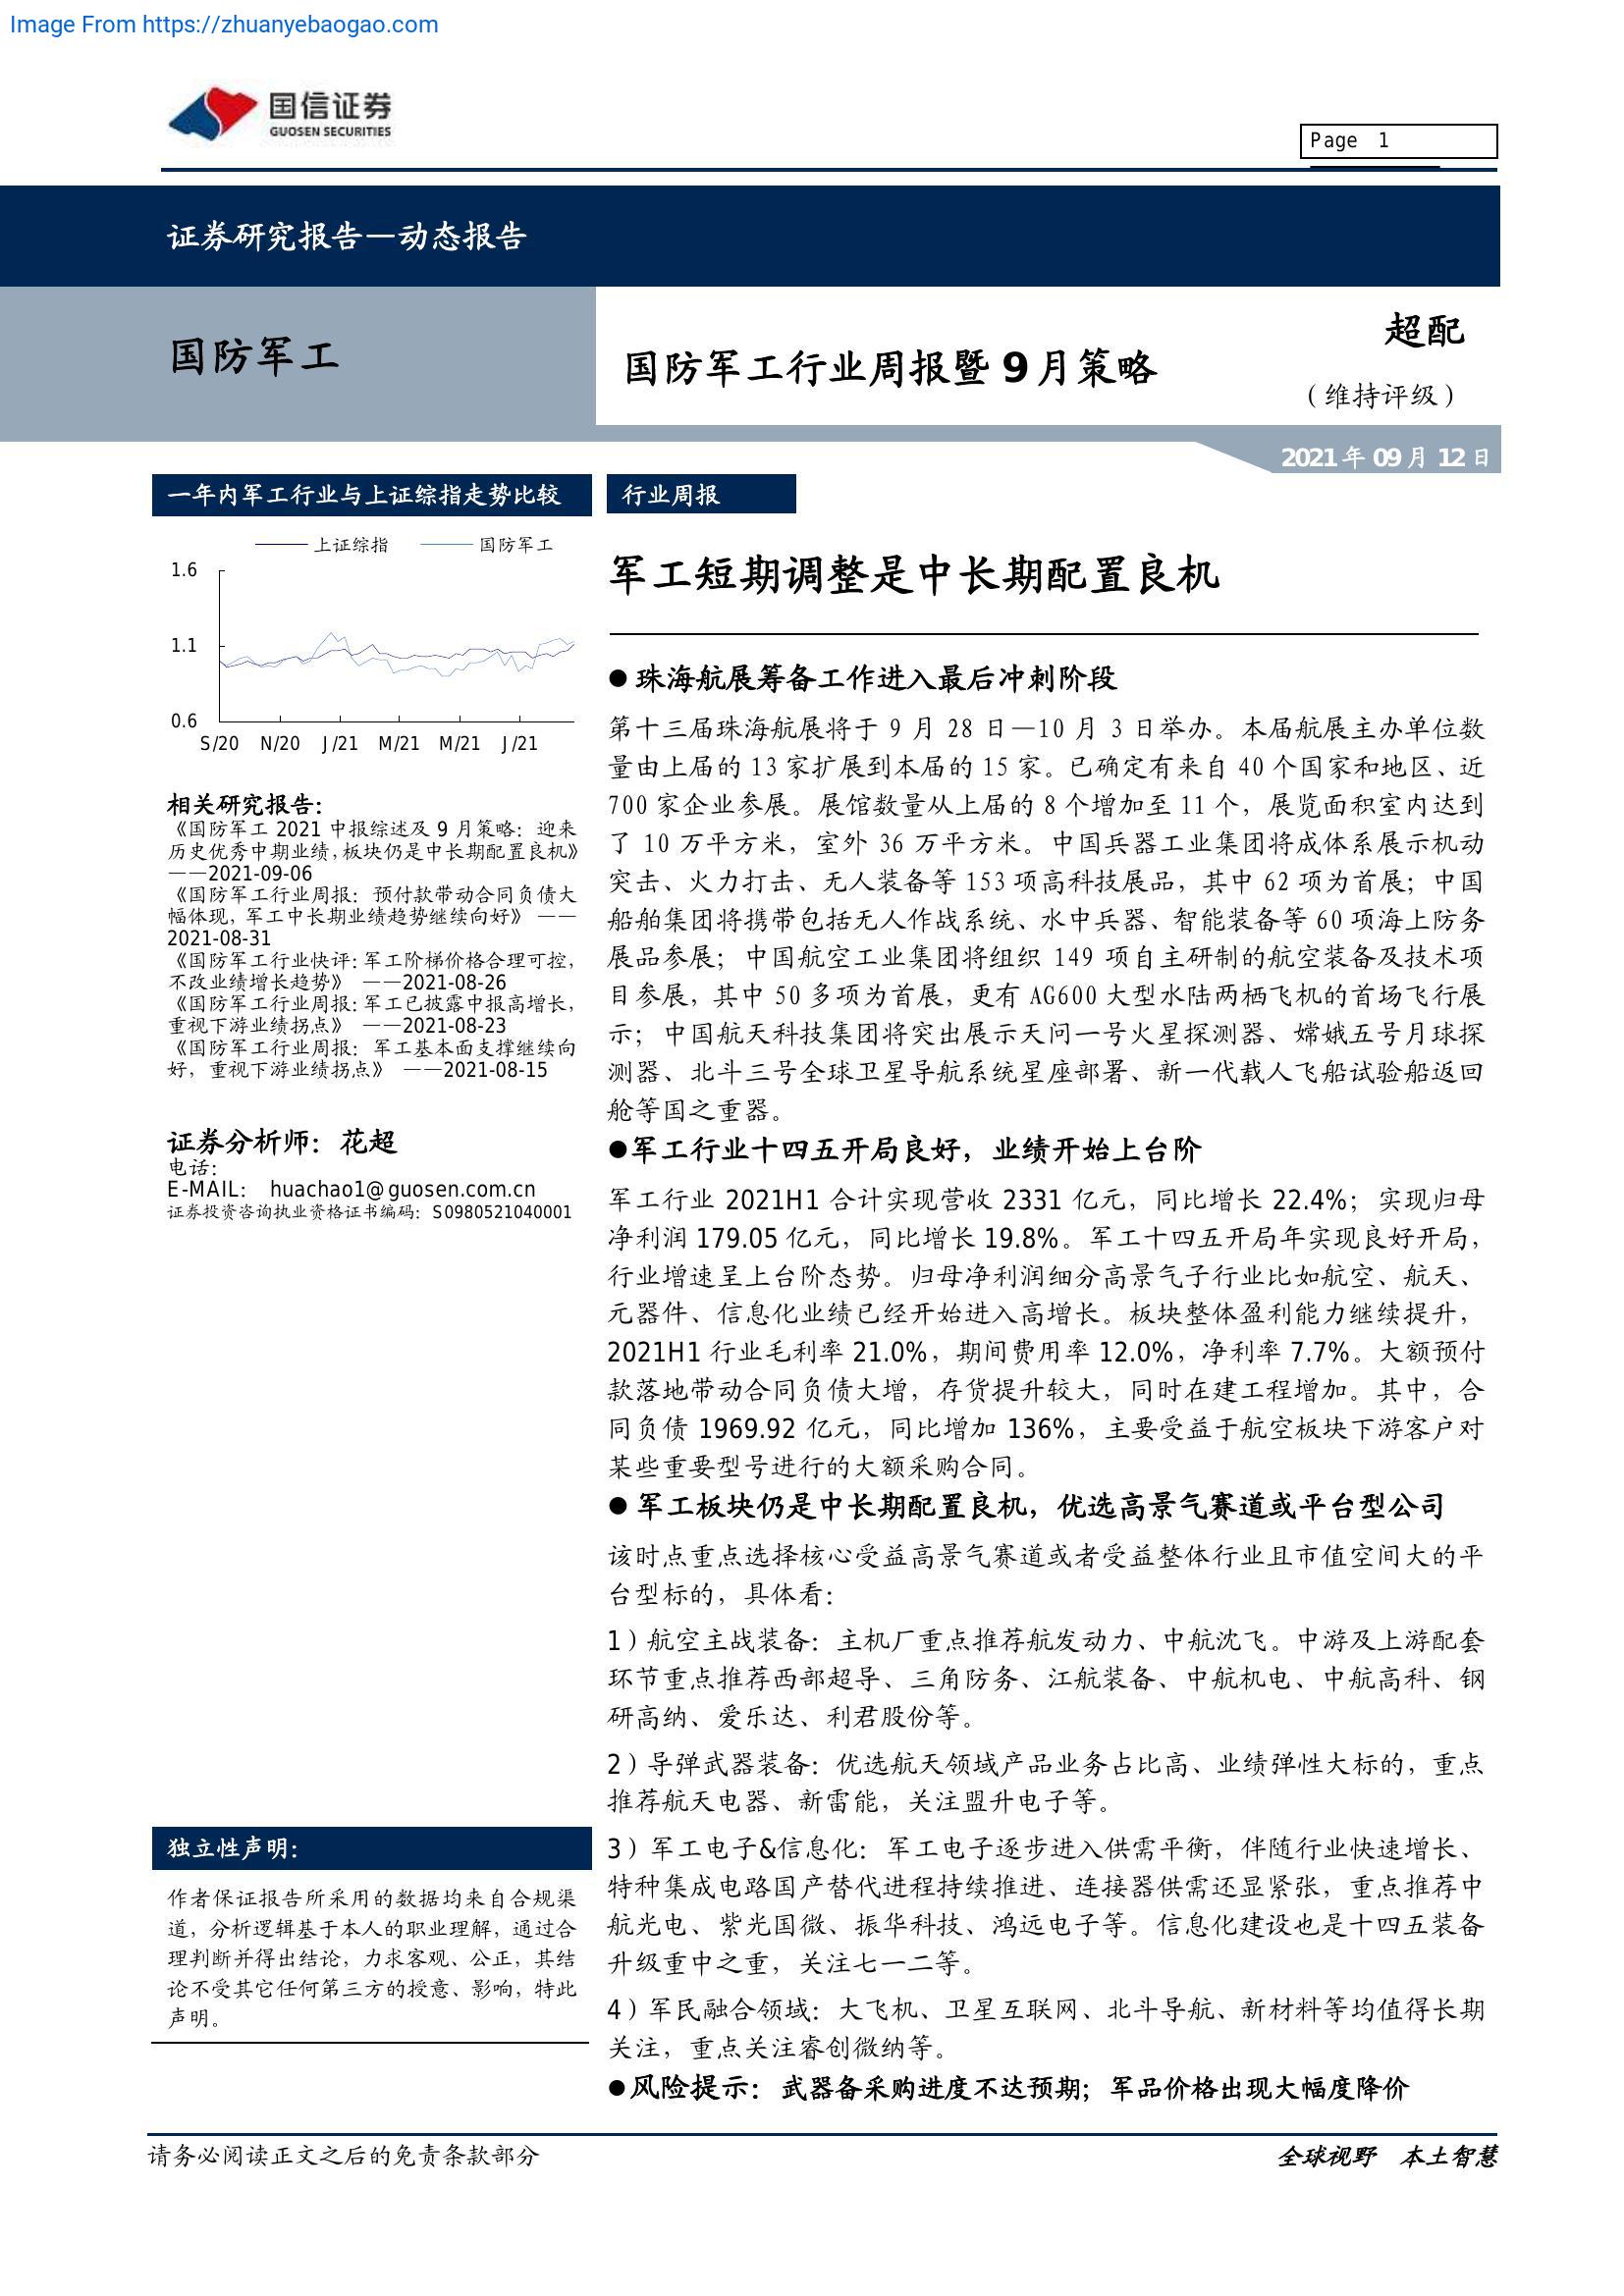 Image From https://zhuanyebaogao.com
国信证券
GUOSEN SECURITIES
Page 1
证券研究报告—动态报告
国防军工
国防军工行业周报暨 9 月策略
超配
（维持评级）
2021 年 09 月 12 日
一年内军工行业与上证综指走势比较
上证综指 国防军工
1.6
1.1
0.6
S/20 N/20 J/21 M/21 M/21 J/21
相关研究报告：
《国防军工 2021 中报综述及 9 月策略：迎来
历史优秀中期业绩，板块仍是中长期配置良机》
——2021-09-06
《国防军工行业周报：预付款带动合同负债大
幅体现，军工中长期业绩趋势继续向好》 ——
2021-08-31
《国防军工行业快评：军工阶梯价格合理可控，
不改业绩增长趋势》 ——2021-08-26
《国防军工行业周报：军工已披露中报高增长，
重视下游业绩拐点》 ——2021-08-23
《国防军工行业周报：军工基本面支撑继续向
好，重视下游业绩拐点》 ——2021-08-15
证券分析师：花超
电话：
E-MAIL： huachao1@guosen.com.cn
证券投资咨询执业资格证书编码：S0980521040001
独立性声明：
作者保证报告所采用的数据均来自合规渠
道，分析逻辑基于本人的职业理解，通过合
理判断并得出结论，力求客观、公正，其结
论不受其它任何第三方的授意、影响，特此
声明。
行业周报
军工短期调整是中长期配置良机
●珠海航展筹备工作进入最后冲刺阶段
第十三届珠海航展将于 9 月 28 日—10 月 3 日举办。本届航展主办单位数
量由上届的 13 家扩展到本届的 15 家。已确定有来自 40 个国家和地区、近
700 家企业参展。展馆数量从上届的 8 个增加至 11 个，展览面积室内达到
了 10 万平方米，室外 36 万平方米。中国兵器工业集团将成体系展示机动
突击、火力打击、无人装备等 153 项高科技展品，其中 62 项为首展；中国
船舶集团将携带包括无人作战系统、水中兵器、智能装备等 60 项海上防务
展品参展；中国航空工业集团将组织 149 项自主研制的航空装备及技术项
目参展，其中 50 多项为首展，更有 AG600 大型水陆两栖飞机的首场飞行展
示；中国航天科技集团将突出展示天问一号火星探测器、嫦娥五号月球探
测器、北斗三号全球卫星导航系统星座部署、新一代载人飞船试验船返回
舱等国之重器。
●军工行业十四五开局良好，业绩开始上台阶
军工行业 2021H1 合计实现营收 2331 亿元，同比增长 22.4%；实现归母
净利润 179.05 亿元，同比增长 19.8%。军工十四五开局年实现良好开局，
行业增速呈上台阶态势。归母净利润细分高景气子行业比如航空、航天、
元器件、信息化业绩已经开始进入高增长。板块整体盈利能力继续提升，
2021H1 行业毛利率 21.0%，期间费用率 12.0%，净利率 7.7%。大额预付
款落地带动合同负债大增，存货提升较大，同时在建工程增加。其中，合
同负债 1969.92 亿元，同比增加 136%，主要受益于航空板块下游客户对
某些重要型号进行的大额采购合同。
●军工板块仍是中长期配置良机，优选高景气赛道或平台型公司
该时点重点选择核心受益高景气赛道或者受益整体行业且市值空间大的平
台型标的，具体看：
1）航空主战装备：主机厂重点推荐航发动力、中航沈飞。中游及上游配套
环节重点推荐西部超导、三角防务、江航装备、中航机电、中航高科、钢
研高纳、爱乐达、利君股份等。
2）导弹武器装备：优选航天领域产品业务占比高、业绩弹性大标的，重点
推荐航天电器、新雷能，关注盟升电子等。
3）军工电子&信息化：军工电子逐步进入供需平衡，伴随行业快速增长、
特种集成电路国产替代进程持续推进、连接器供需还显紧张，重点推荐中
航光电、紫光国微、振华科技、鸿远电子等。信息化建设也是十四五装备
升级重中之重，关注七一二等。
4）军民融合领域：大飞机、卫星互联网、北斗导航、新材料等均值得长期
关注，重点关注睿创微纳等。
●风险提示：武器备采购进度不达预期；军品价格出现大幅度降价
请务必阅读正文之后的免责条款部分
全球视野 本土智慧